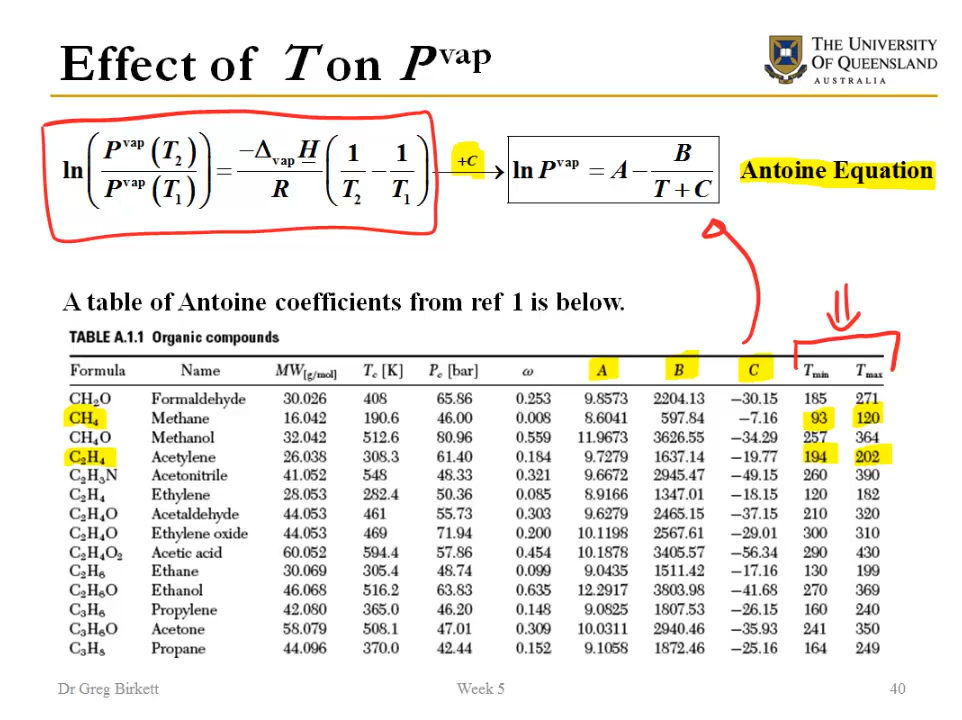 Effect of T on P^vap
THE UNIVERSITY
OF QUEENSLAND
AUSTRALIA
ln(P^vap (T_2) / P^vap (T_1)) = −Δ_vap H / R (1/T_2 − 1/T_1) +C → ln P^vap = A − B / (T + C) Antoine Equation
A table of Antoine coefficients from ref 1 is below.
TABLE A.1.1 Organic compounds
Formula Name MW[g/mol] T_c [K] P_c [bar] ω A B C T_min T_max
CH₂O Formaldehyde 30.026 408 65.86 0.253 9.8573 2204.13 −30.15 185 271
CH₄ Methane 16.042 190.6 46.00 0.008 8.6041 597.84 −7.16 93 120
CH₄O Methanol 32.042 512.6 80.96 0.559 11.9673 3626.55 −34.29 257 364
C₂H₄ Acetylene 26.038 308.3 61.40 0.184 9.7279 1637.14 −19.77 194 202
C₂H₃N Acetonitrile 41.052 548 48.33 0.321 9.6672 2945.47 −49.15 260 390
C₂H₄ Ethylene 28.053 282.4 50.36 0.085 8.9166 1347.01 −18.15 120 182
C₂H₄O Acetaldehyde 44.053 461 55.73 0.303 9.6279 2465.15 −37.15 210 320
C₂H₄O Ethylene oxide 44.053 469 71.94 0.200 10.1198 2567.61 −29.01 300 310
C₂H₄O₂ Acetic acid 60.052 594.4 57.86 0.454 10.1878 3405.57 −56.34 290 430
C₂H₆ Ethane 30.069 305.4 48.74 0.099 9.0435 1511.42 −17.16 130 199
C₂H₆O Ethanol 46.068 516.2 63.83 0.635 12.2917 3803.98 −41.68 270 369
C₃H₆ Propylene 42.080 365.0 46.20 0.148 9.0825 1807.53 −26.15 160 240
C₃H₆O Acetone 58.079 508.1 47.01 0.309 10.0311 2940.46 −35.93 241 350
C₃H₈ Propane 44.096 370.0 42.44 0.152 9.1058 1872.46 −25.16 164 249
Dr Greg Birkett Week 5 40